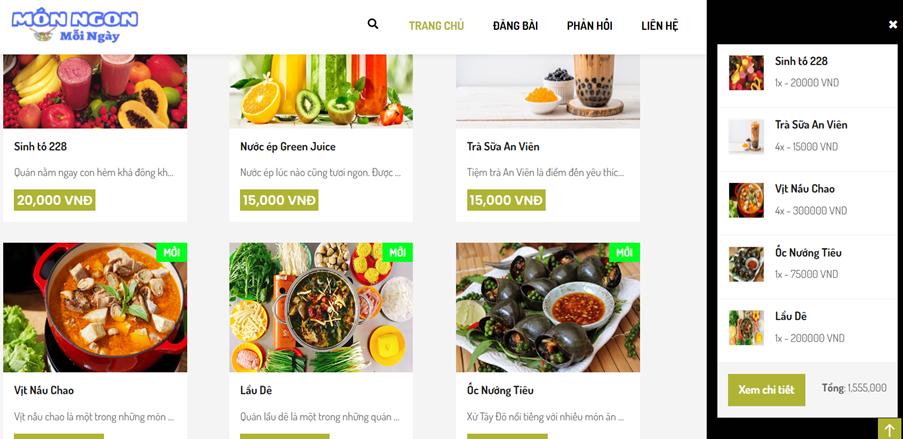 MÓN NGON
Mỗi Ngày
TRANG CHỦ
ĐĂNG BÀI
PHẢN HỒI
LIÊN HỆ
Sinh tố 228
Quán nằm ngay con hẻm khá đông kh...
20,000 VNĐ
Nước ép Green Juice
Nước ép lúc nào cũng tươi ngon. Được ...
15,000 VNĐ
Trà Sữa An Viên
Tiệm trà An Viên là điểm đến yêu thíc...
15,000 VNĐ
MỚI
Vịt Nấu Chao
Vịt nấu chao là một trong những món ...
MỚI
Lẩu Dê
Quán lẩu dê là một trong những quán ...
MỚI
Ốc Nướng Tiêu
Xứ Tây Đô nổi tiếng với nhiều món ăn ...
Sinh tố 228
1x - 20000 VND
Trà Sữa An Viên
4x - 15000 VND
Vịt Nấu Chao
4x - 300000 VND
Ốc Nướng Tiêu
1x - 75000 VND
Lẩu Dê
1x - 200000 VND
Xem chi tiết
Tổng: 1,555,000